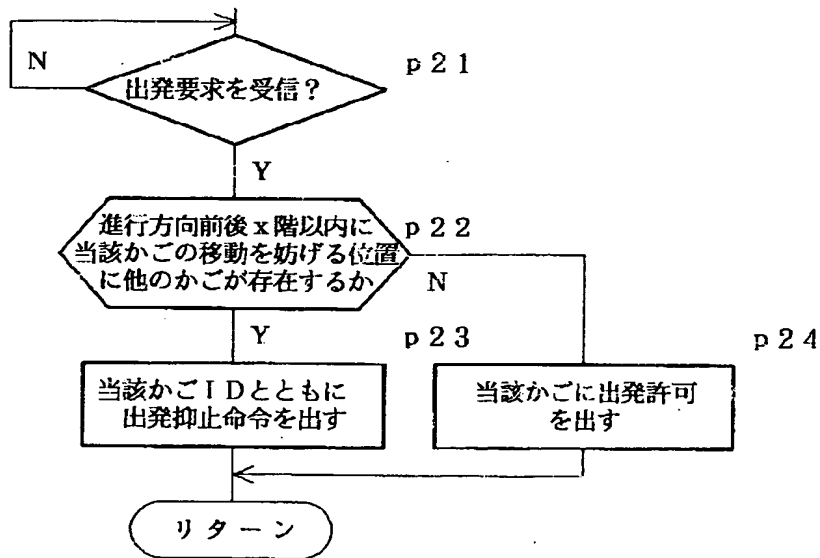 N
p21
出発要求を受信？
Y
進行方向前後x階以内に
当該かごの移動を妨げる位置
に他のかごが存在するか
p22
N
Y
p23
p24
当該かごIDとともに
出発抑止命令を出す
当該かごに出発許可
を出す
リターン